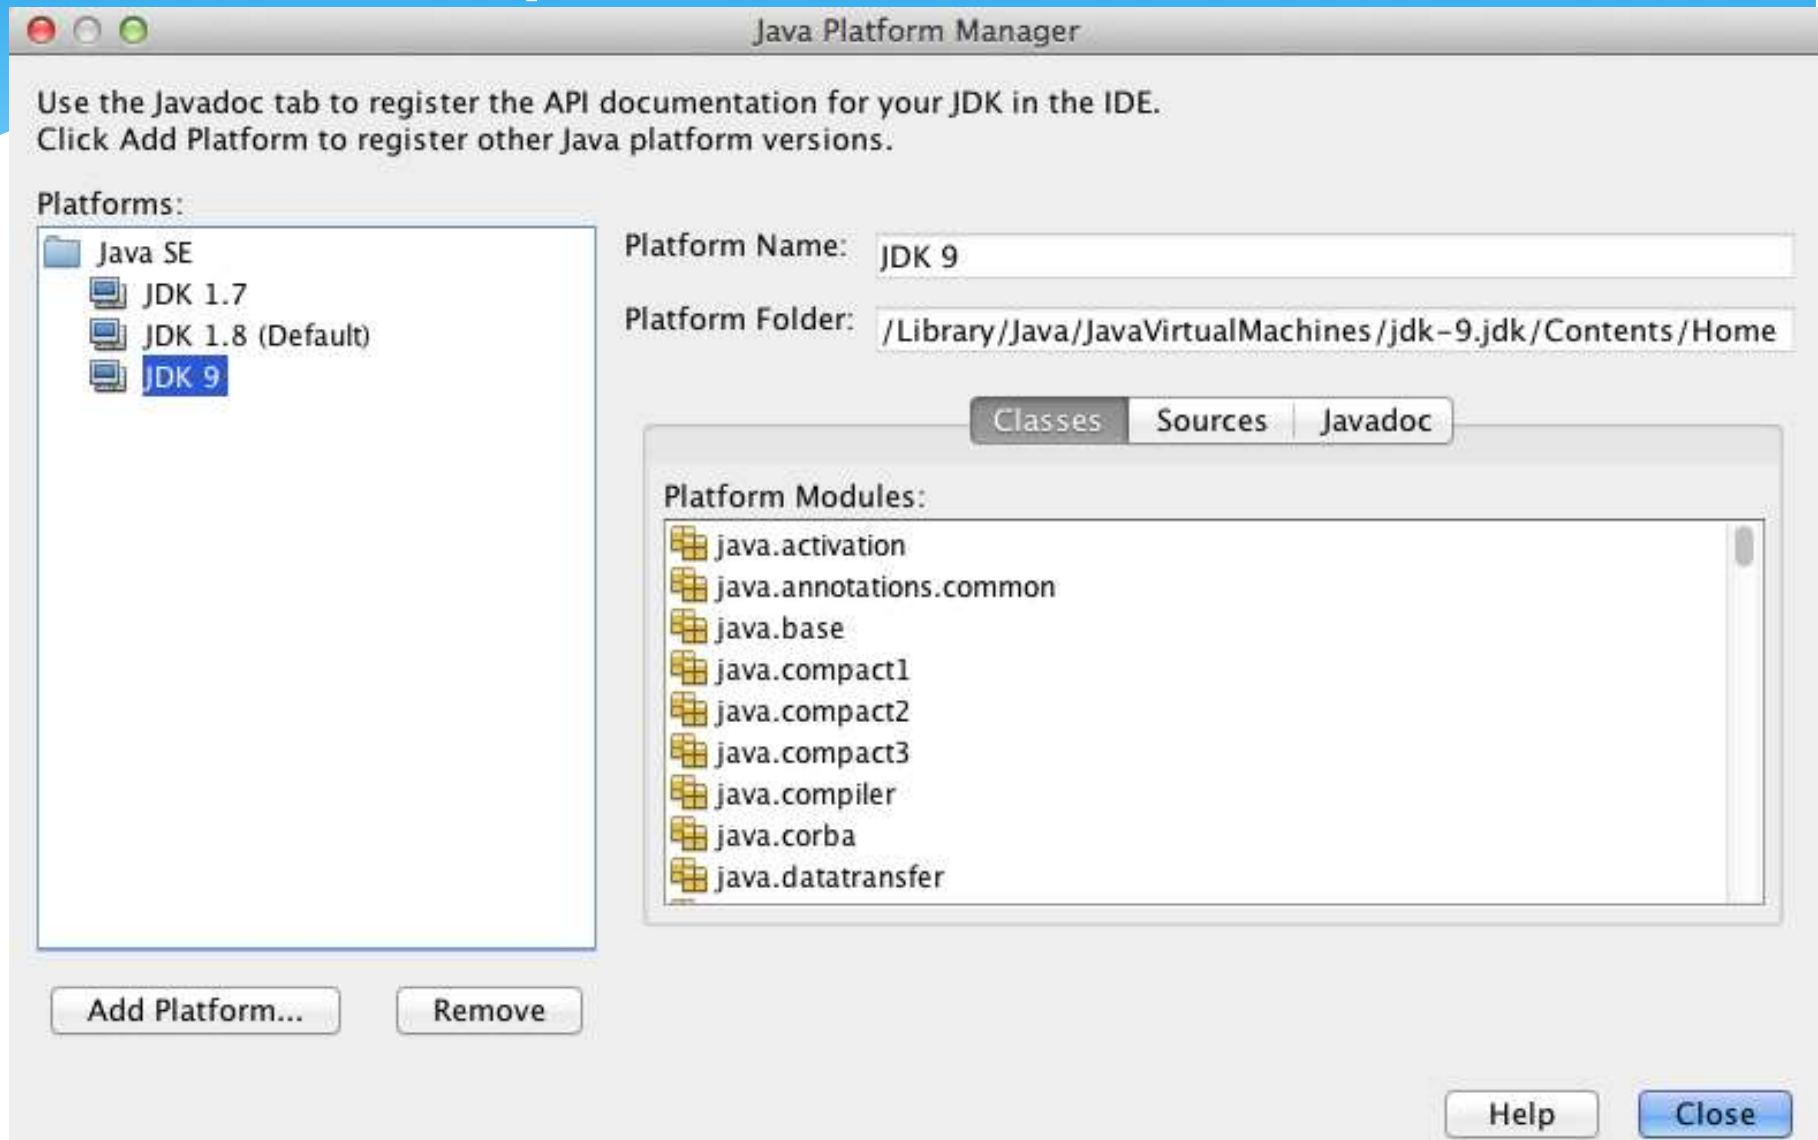 Java Platform Manager
Use the Javadoc tab to register the API documentation for your JDK in the IDE.
Click Add Platform to register other Java platform versions.
Platforms:
Java SE
JDK 1.7
JDK 1.8 (Default)
JDK 9
Platform Name: JDK 9
Platform Folder: /Library/Java/JavaVirtualMachines/jdk-9.jdk/Contents/Home
Classes Sources Javadoc
Platform Modules:
java.activation
java.annotations.common
java.base
java.compact1
java.compact2
java.compact3
java.compiler
java.corba
java.datatransfer
Add Platform... Remove
Help Close